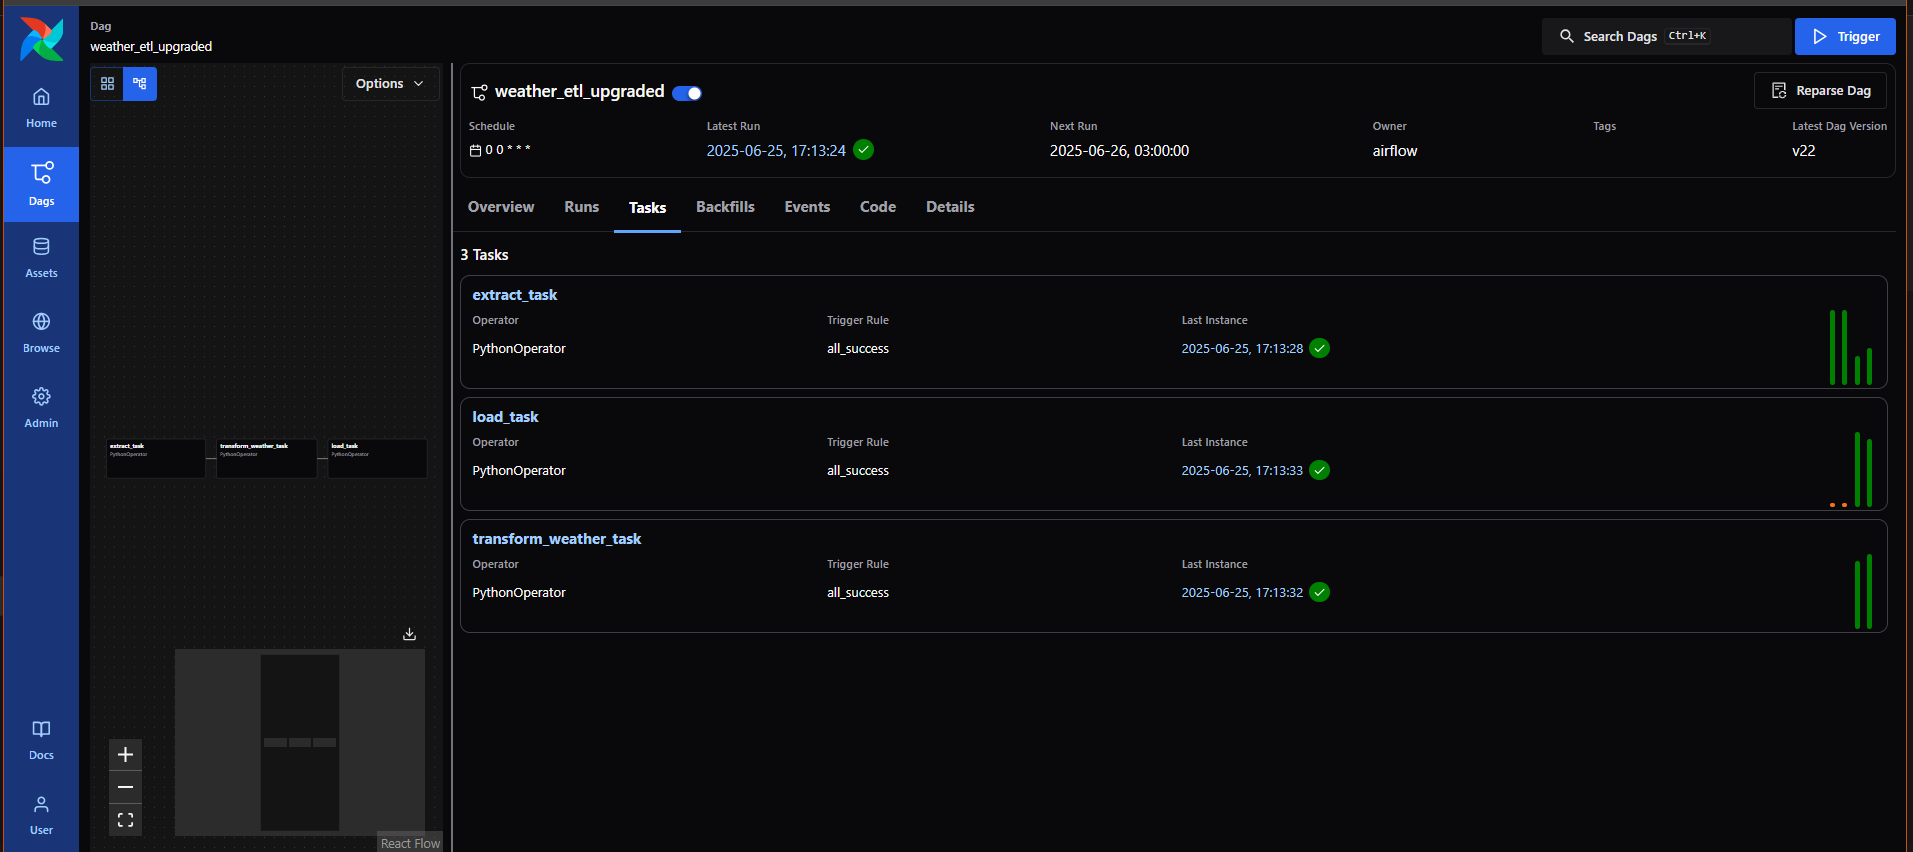 Dag
weather_etl_upgraded
Search Dags Ctrl+K
Trigger
Home
Dags
Assets
Browse
Admin
Docs
User
Options
extract_task
PythonOperator
transform_weather_task
PythonOperator
load_task
PythonOperator
React Flow
weather_etl_upgraded
Reparse Dag
Schedule
0 0 * * *
Latest Run
2025-06-25, 17:13:24
Next Run
2025-06-26, 03:00:00
Owner
airflow
Tags
Latest Dag Version
v22
Overview Runs Tasks Backfills Events Code Details
3 Tasks
extract_task
Operator Trigger Rule Last Instance
PythonOperator all_success 2025-06-25, 17:13:28
load_task
Operator Trigger Rule Last Instance
PythonOperator all_success 2025-06-25, 17:13:33
transform_weather_task
Operator Trigger Rule Last Instance
PythonOperator all_success 2025-06-25, 17:13:32